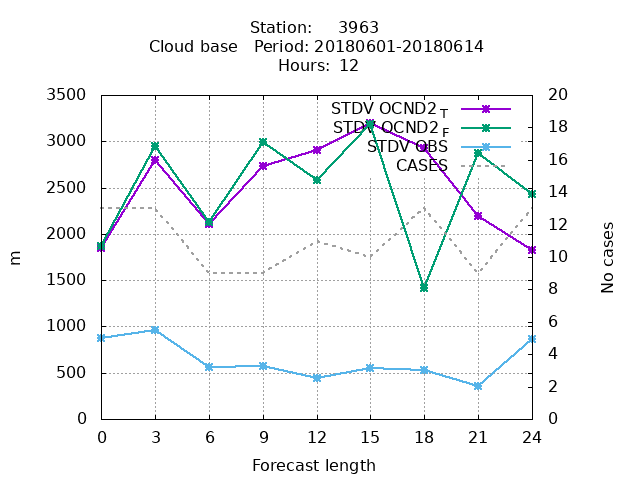 Station: 3963
Cloud base Period: 20180601-20180614
Hours: 12
3500
3000
2500
2000
1500
1000
500
0
m
20
18
16
14
12
10
8
6
4
2
0
No cases
STDV OCND2 T
STDV OCND2 F
STDV OBS
CASES
0 3 6 9 12 15 18 21 24
Forecast length